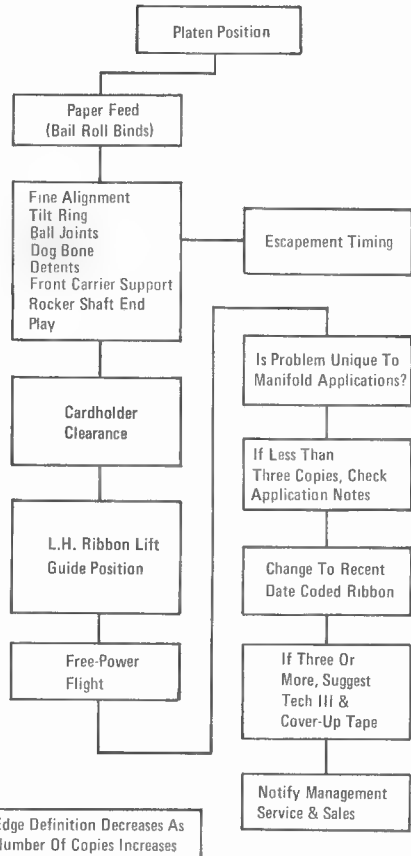 Platen Position
Paper Feed
(Bail Roll Binds)
Fine Alignment
Tilt Ring
Ball Joints
Dog Bone
Detents
Front Carrier Support
Rocker Shaft End
Play
Escapement Timing
Cardholder
Clearance
L.H. Ribbon Lift
Guide Position
Free-Power
Flight
Is Problem Unique To
Manifold Applications?
If Less Than
Three Copies, Check
Application Notes
Change To Recent
Date Coded Ribbon
If Three Or
More, Suggest
Tech III &
Cover-Up Tape
Notify Management
Service & Sales
Edge Definition Decreases As
Number Of Copies Increases